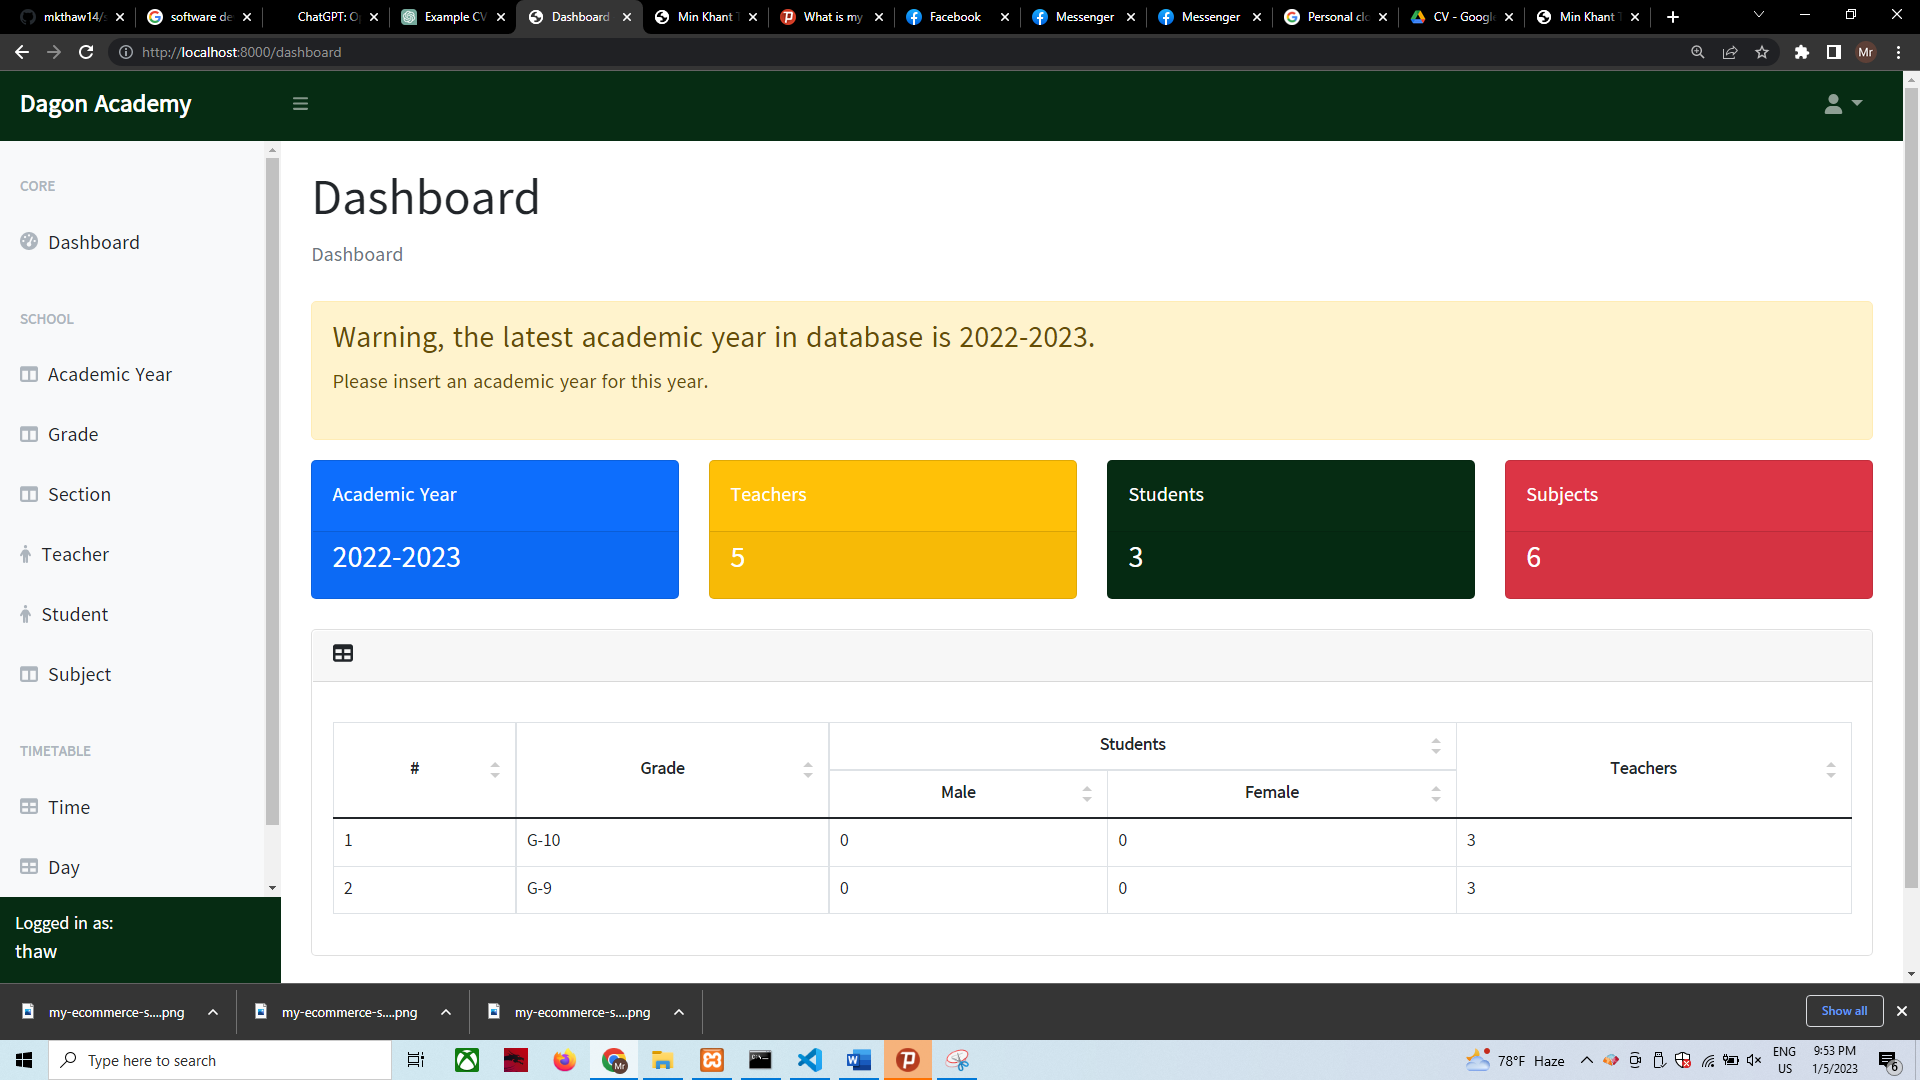 mkthaw14/s
software de
ChatGPT: O
Example CV
Dashboard
Min Khant T
What is my
Facebook
Messenger
Messenger
Personal clo
CV - Google
Min Khant T
http://localhost:8000/dashboard
Mr
Dagon Academy
CORE
Dashboard
SCHOOL
Academic Year
Grade
Section
Teacher
Student
Subject
TIMETABLE
Time
Day
Logged in as:
thaw
Dashboard
Dashboard
Warning, the latest academic year in database is 2022-2023.
Please insert an academic year for this year.
Academic Year
2022-2023
Teachers
5
Students
3
Subjects
6
# Grade Students Teachers
Male Female
1 G-10 0 0 3
2 G-9 0 0 3
my-ecommerce-s....png
my-ecommerce-s....png
my-ecommerce-s....png
Show all
Type here to search
78°F Haze
ENG
US
9:53 PM
1/5/2023
6